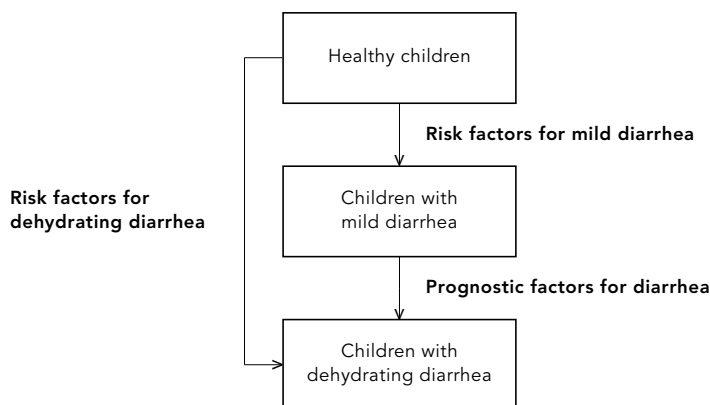 Healthy children
Risk factors for mild diarrhea
Risk factors for
dehydrating diarrhea
Children with
mild diarrhea
Prognostic factors for diarrhea
Children with
dehydrating diarrhea